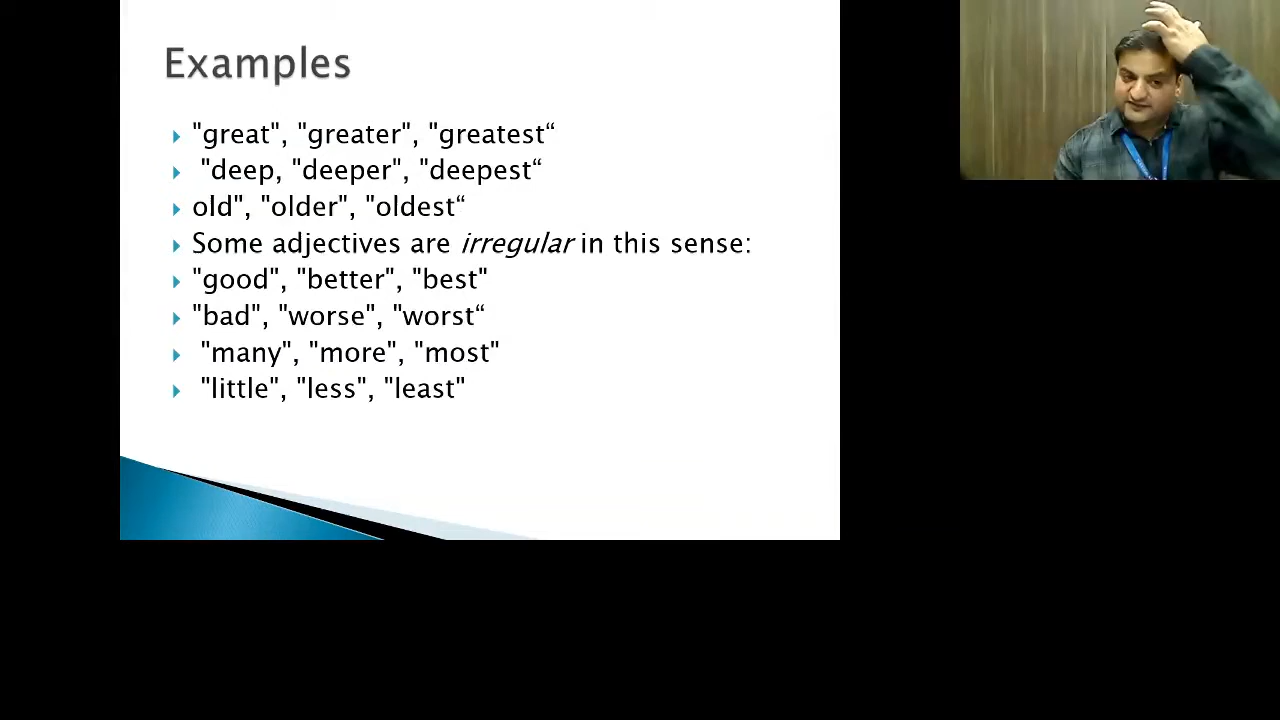 Examples
"great", "greater", "greatest“
"deep, "deeper", "deepest“
old", "older", "oldest“
Some adjectives are irregular in this sense:
"good", "better", "best"
"bad", "worse", "worst“
"many", "more", "most"
"little", "less", "least"